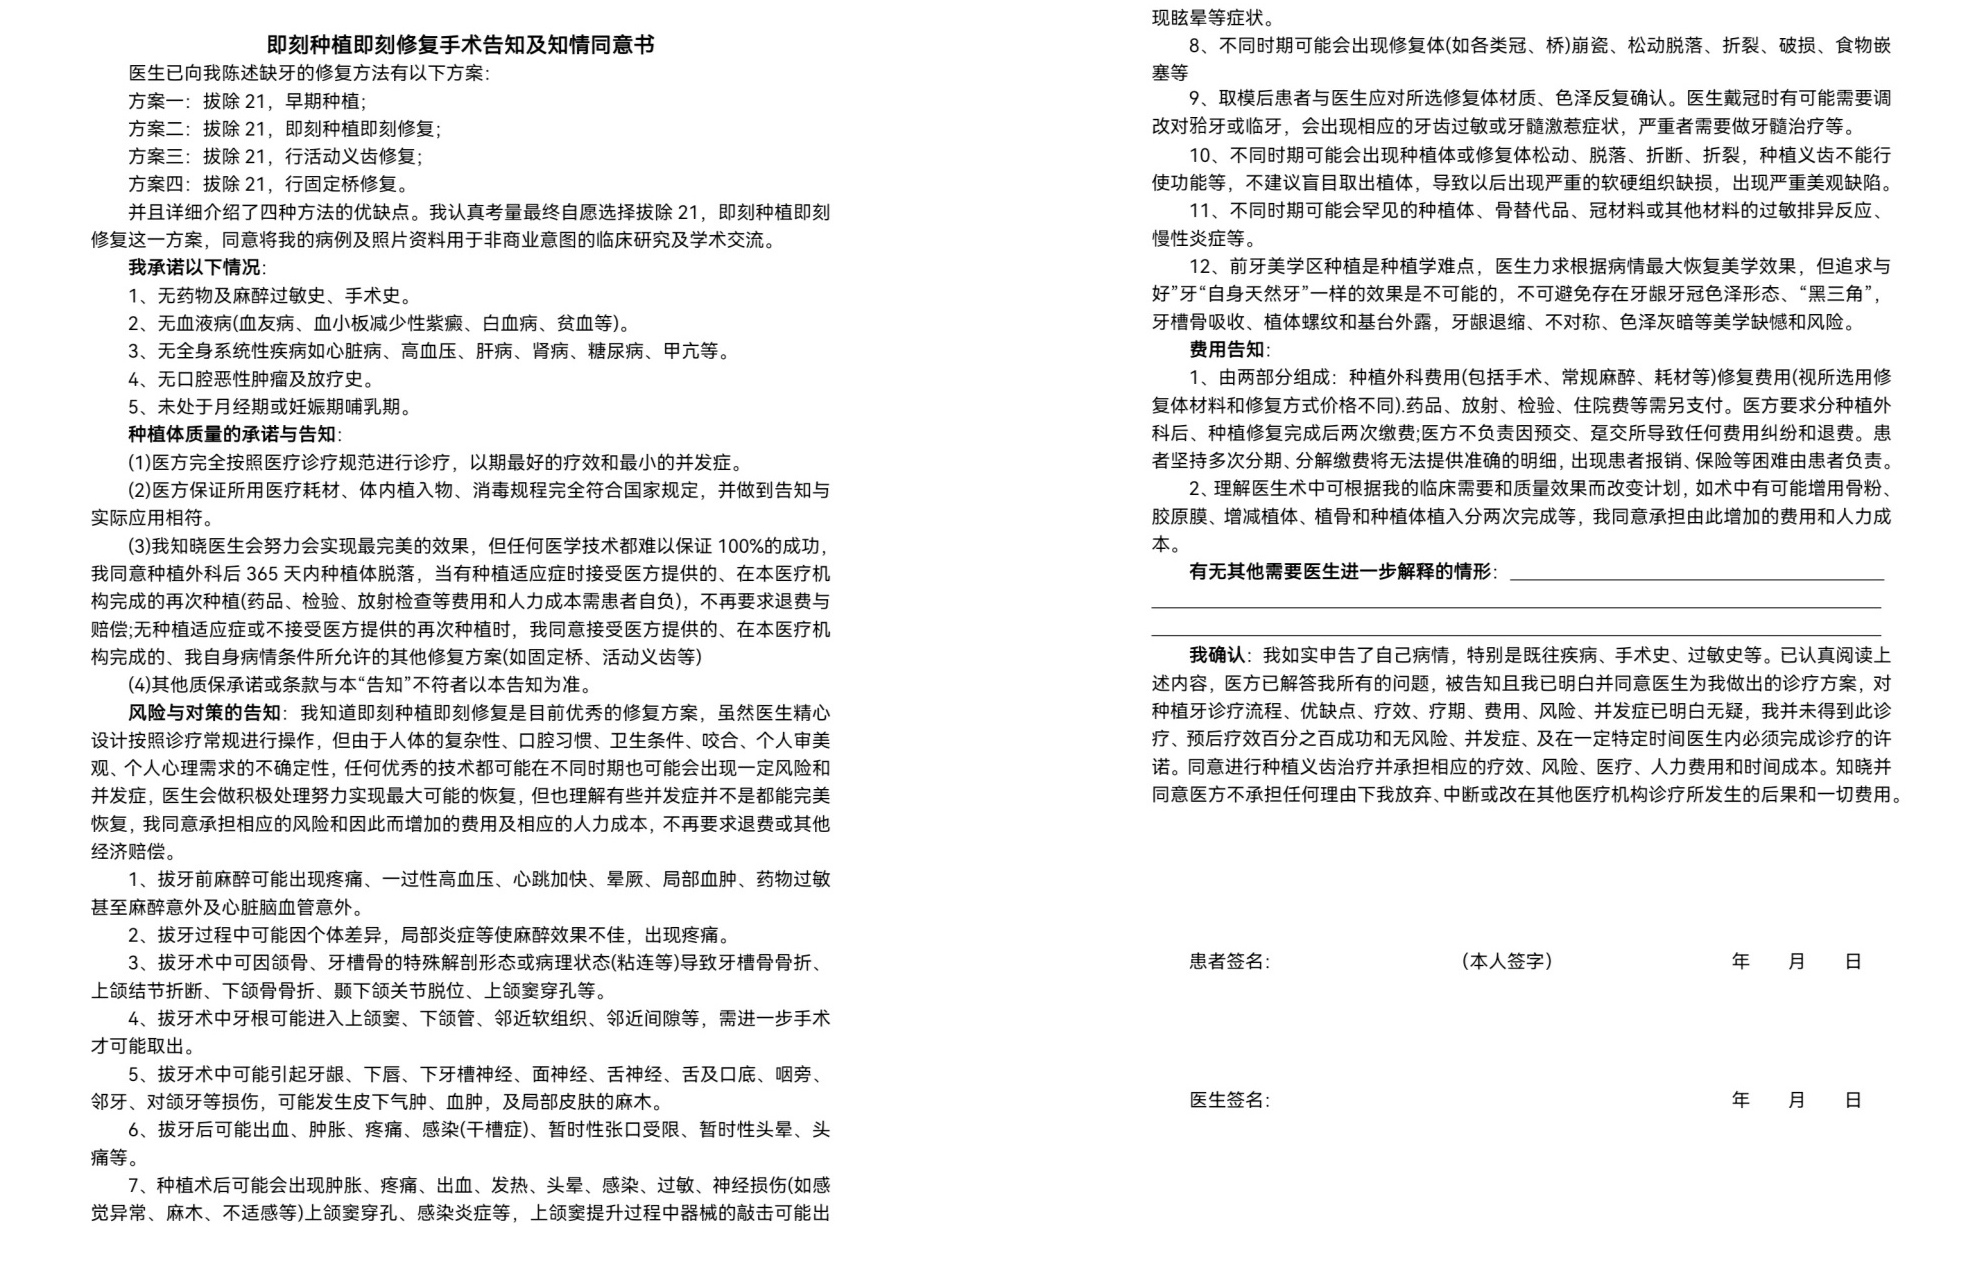 即刻种植即刻修复手术告知及知情同意书
医生已向我陈述缺牙的修复方法有以下方案：
方案一：拔除 21，早期种植；
方案二：拔除 21，即刻种植即刻修复；
方案三：拔除 21，行活动义齿修复；
方案四：拔除 21，行固定桥修复。
并且详细介绍了四种方法的优缺点。我认真考量最终自愿选择拔除 21，即刻种植即刻
修复这一方案，同意将我的病例及照片资料用于非商业意图的临床研究及学术交流。
我承诺以下情况：
1、无药物及麻醉过敏史、手术史。
2、无血液病(血友病、血小板减少性紫癜、白血病、贫血等)。
3、无全身系统性疾病如心脏病、高血压、肝病、肾病、糖尿病、甲亢等。
4、无口腔恶性肿瘤及放疗史。
5、未处于月经期或妊娠期哺乳期。
种植体质量的承诺与告知：
(1)医方完全按照医疗诊疗规范进行诊疗，以期最好的疗效和最小的并发症。
(2)医方保证所用医疗耗材、体内植入物、消毒规程完全符合国家规定，并做到告知与
实际应用相符。
(3)我知晓医生会努力会实现最完美的效果，但任何医学技术都难以保证 100%的成功，
我同意种植外科后 365 天内种植体脱落，当有种植适应症时接受医方提供的、在本医疗机
构完成的再次种植(药品、检验、放射检查等费用和人力成本需患者自负)，不再要求退费与
赔偿;无种植适应症或不接受医方提供的再次种植时，我同意接受医方提供的、在本医疗机
构完成的、我自身病情条件所允许的其他修复方案(如固定桥、活动义齿等)
(4)其他质保承诺或条款与本“告知”不符者以本告知为准。
风险与对策的告知：我知道即刻种植即刻修复是目前优秀的修复方案，虽然医生精心
设计按照诊疗常规进行操作，但由于人体的复杂性、口腔习惯、卫生条件、咬合、个人审美
观、个人心理需求的不确定性，任何优秀的技术都可能在不同时期也可能会出现一定风险和
并发症，医生会做积极处理努力实现最大可能的恢复，但也理解有些并发症并不是都能完美
恢复，我同意承担相应的风险和因此而增加的费用及相应的人力成本，不再要求退费或其他
经济赔偿。
1、拔牙前麻醉可能出现疼痛、一过性高血压、心跳加快、晕厥、局部血肿、药物过敏
甚至麻醉意外及心脏脑血管意外。
2、拔牙过程中可能因个体差异，局部炎症等使麻醉效果不佳，出现疼痛。
3、拔牙术中可因颌骨、牙槽骨的特殊解剖形态或病理状态(粘连等)导致牙槽骨骨折、
上颌结节折断、下颌骨骨折、颞下颌关节脱位、上颌窦穿孔等。
4、拔牙术中牙根可能进入上颌窦、下颌管、邻近软组织、邻近间隙等，需进一步手术
才可能取出。
5、拔牙术中可能引起牙龈、下唇、下牙槽神经、面神经、舌神经、舌及口底、咽旁、
邻牙、对颌牙等损伤，可能发生皮下气肿、血肿，及局部皮肤的麻木。
6、拔牙后可能出血、肿胀、疼痛、感染(干槽症)、暂时性张口受限、暂时性头晕、头
痛等。
7、种植术后可能会出现肿胀、疼痛、出血、发热、头晕、感染、过敏、神经损伤(如感
觉异常、麻木、不适感等)上颌窦穿孔、感染炎症等，上颌窦提升过程中器械的敲击可能出
现眩晕等症状。
8、不同时期可能会出现修复体(如各类冠、桥)崩瓷、松动脱落、折裂、破损、食物嵌
塞等
9、取模后患者与医生应对所选修复体材质、色泽反复确认。医生戴冠时有可能需要调
改对𬌗牙或临牙，会出现相应的牙齿过敏或牙髓激惹症状，严重者需要做牙髓治疗等。
10、不同时期可能会出现种植体或修复体松动、脱落、折断、折裂，种植义齿不能行
使功能等，不建议盲目取出植体，导致以后出现严重的软硬组织缺损，出现严重美观缺陷。
11、不同时期可能会罕见的种植体、骨替代品、冠材料或其他材料的过敏排异反应、
慢性炎症等。
12、前牙美学区种植是种植学难点，医生力求根据病情最大恢复美学效果，但追求与
好”牙“自身天然牙”一样的效果是不可能的，不可避免存在牙龈牙冠色泽形态、“黑三角”，
牙槽骨吸收、植体螺纹和基台外露，牙龈退缩、不对称、色泽灰暗等美学缺憾和风险。
费用告知：
1、由两部分组成：种植外科费用(包括手术、常规麻醉、耗材等)修复费用(视所选用修
复体材料和修复方式价格不同).药品、放射、检验、住院费等需另支付。医方要求分种植外
科后、种植修复完成后两次缴费;医方不负责因预交、趸交所导致任何费用纠纷和退费。患
者坚持多次分期、分解缴费将无法提供准确的明细，出现患者报销、保险等困难由患者负责。
2、理解医生术中可根据我的临床需要和质量效果而改变计划，如术中有可能增用骨粉、
胶原膜、增减植体、植骨和种植体植入分两次完成等，我同意承担由此增加的费用和人力成
本。
有无其他需要医生进一步解释的情形：
我确认：我如实申告了自己病情，特别是既往疾病、手术史、过敏史等。已认真阅读上
述内容，医方已解答我所有的问题，被告知且我已明白并同意医生为我做出的诊疗方案，对
种植牙诊疗流程、优缺点、疗效、疗期、费用、风险、并发症已明白无疑，我并未得到此诊
疗、预后疗效百分之百成功和无风险、并发症、及在一定特定时间医生内必须完成诊疗的许
诺。同意进行种植义齿治疗并承担相应的疗效、风险、医疗、人力费用和时间成本。知晓并
同意医方不承担任何理由下我放弃、中断或改在其他医疗机构诊疗所发生的后果和一切费用。
患者签名： （本人签字） 年 月 日
医生签名： 年 月 日